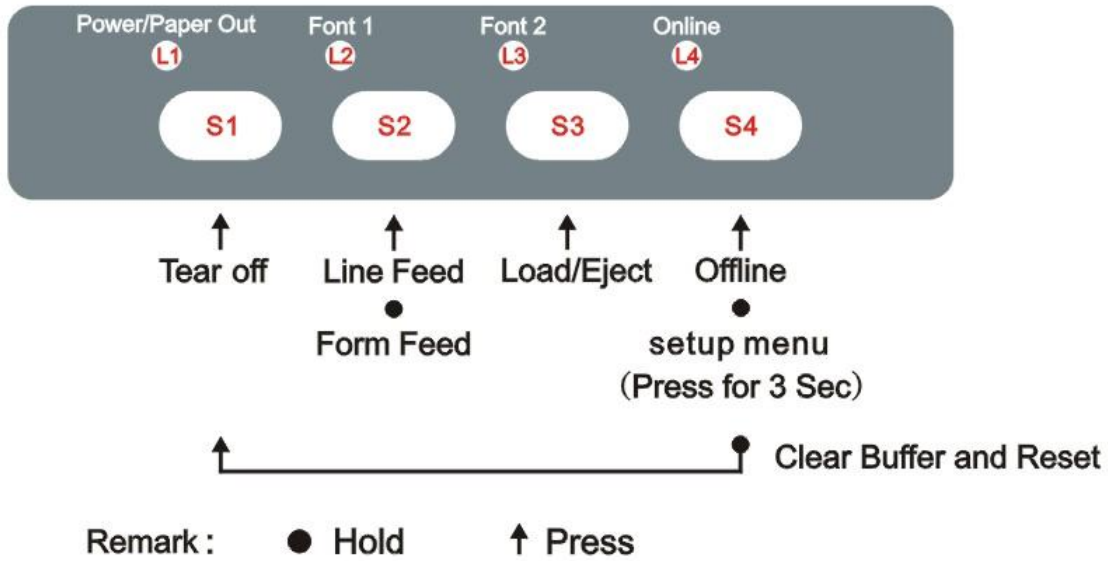 Power/Paper Out Font 1 Font 2 Online
L1 L2 L3 L4
S1 S2 S3 S4
Tear off Line Feed Load/Eject Offline
Form Feed setup menu
(Press for 3 Sec)
Clear Buffer and Reset
Remark : Hold Press